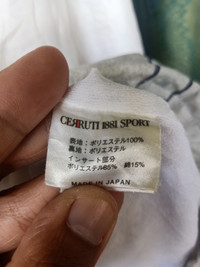 CERRUTI 1881 SPORT
表地：ポリエステル100%
裏地：ポリエステル
インサート部分
ポリエステル85% 綿15%
MADE IN JAPAN